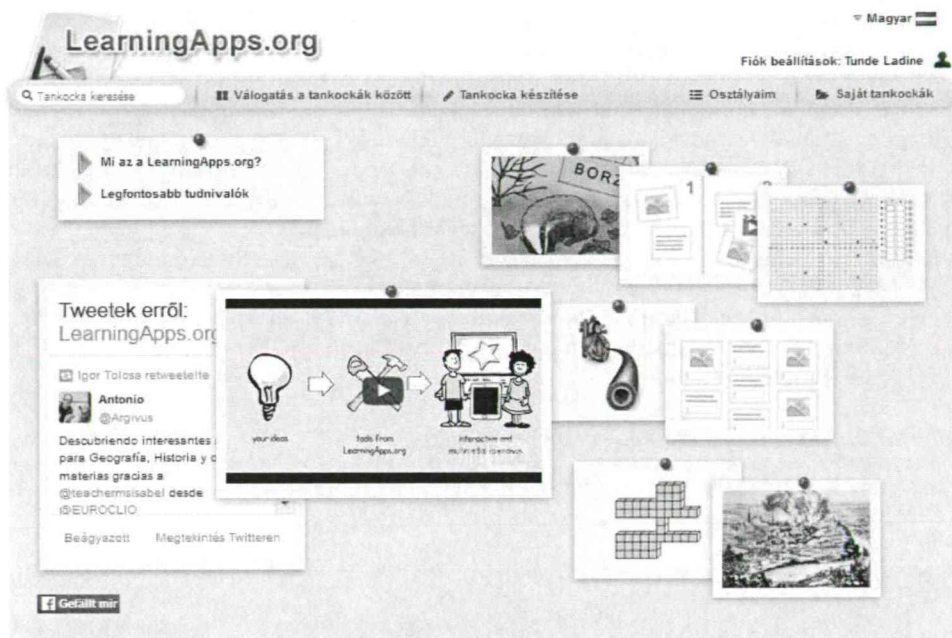 Magyar
LearningApps.org
Fiók beállítások: Tunde Ladine
Tankocka keresése
Válogatás a tankockák között
Tankocka készítése
Osztályaim
Saját tankockák
Mi az a LearningApps.org?
Legfontosabb tudnivalók
BORZ
1
Tweetek erről:
LearningApps.org
Igor Tolosa retweetelte
Antonio
@Argivus
Descubriendo interesantes
para Geografía, Historia y
materias gracias a
@teachermsisabel desde
@EUROCLIO
Beágyazott
Megtekintés Twitteren
your ideas
tools from
LearningApps.org
interactive and
Gefällt mir